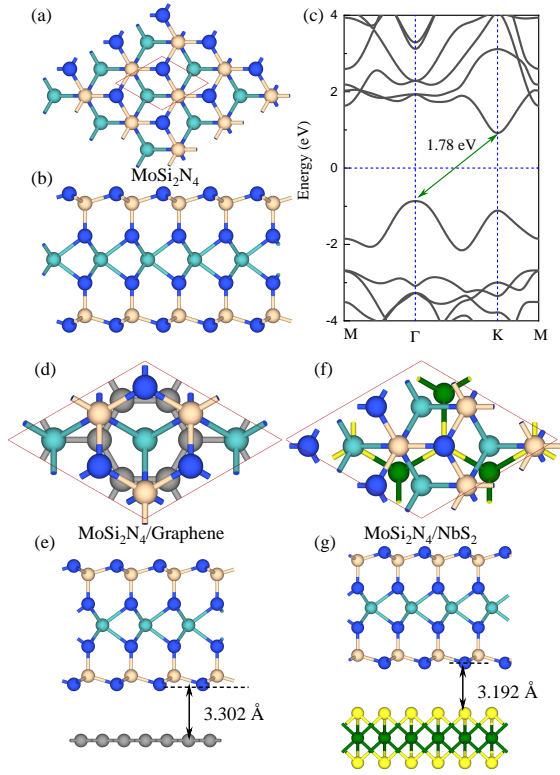 (a)
MoSi₂N₄
(b)
(c)
Energy (eV)
4
2
0
-2
-4
1.78 eV
M
Γ
K
M
(d)
MoSi₂N₄/Graphene
(e)
3.302 Å
(f)
MoSi₂N₄/NbS₂
(g)
3.192 Å